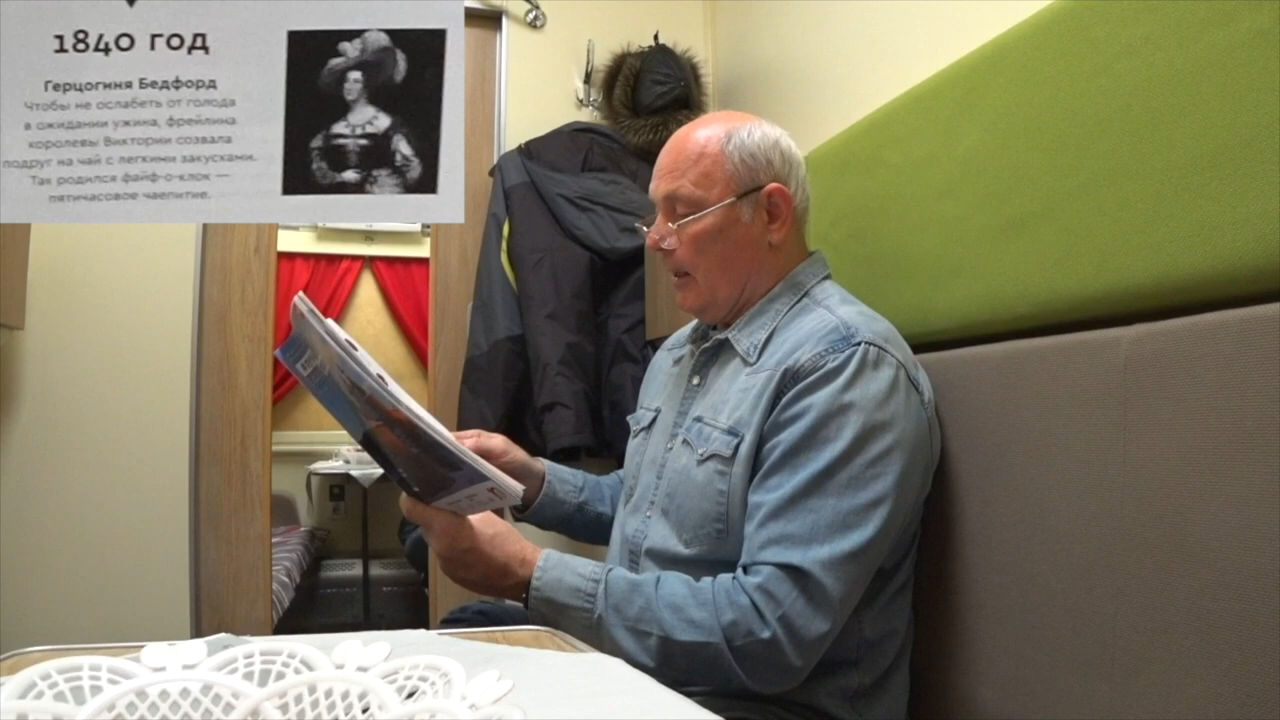 1840 год
Герцогиня Бедфорд
Чтобы не ослабеть от голода
в ожидании ужина, фрейлина
королевы Виктории созвала
подруг на чай с легкими закусками.
Так родился файф-о-клок —
пятичасовое чаепитие.